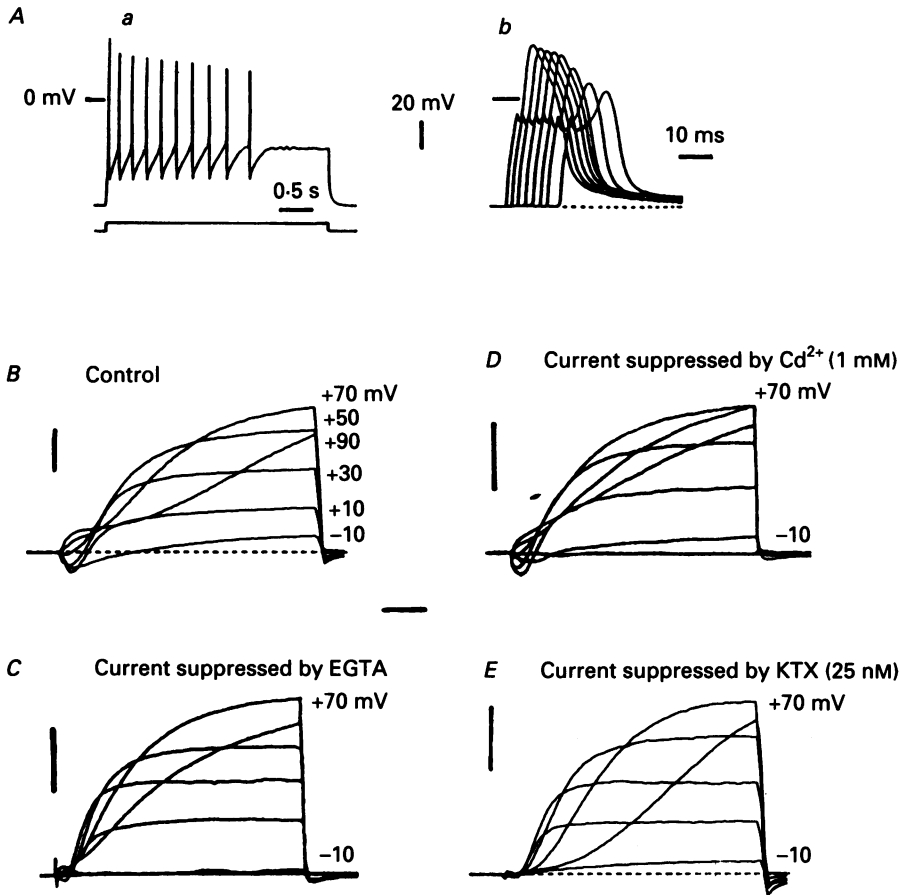 A
a
0 mV
0·5 s
b
20 mV
10 ms
B Control
+70 mV
+50
+90
+30
+10
−10
D Current suppressed by Cd²⁺ (1 mM)
+70 mV
−10
C Current suppressed by EGTA
+70 mV
−10
E Current suppressed by KTX (25 nM)
+70 mV
−10